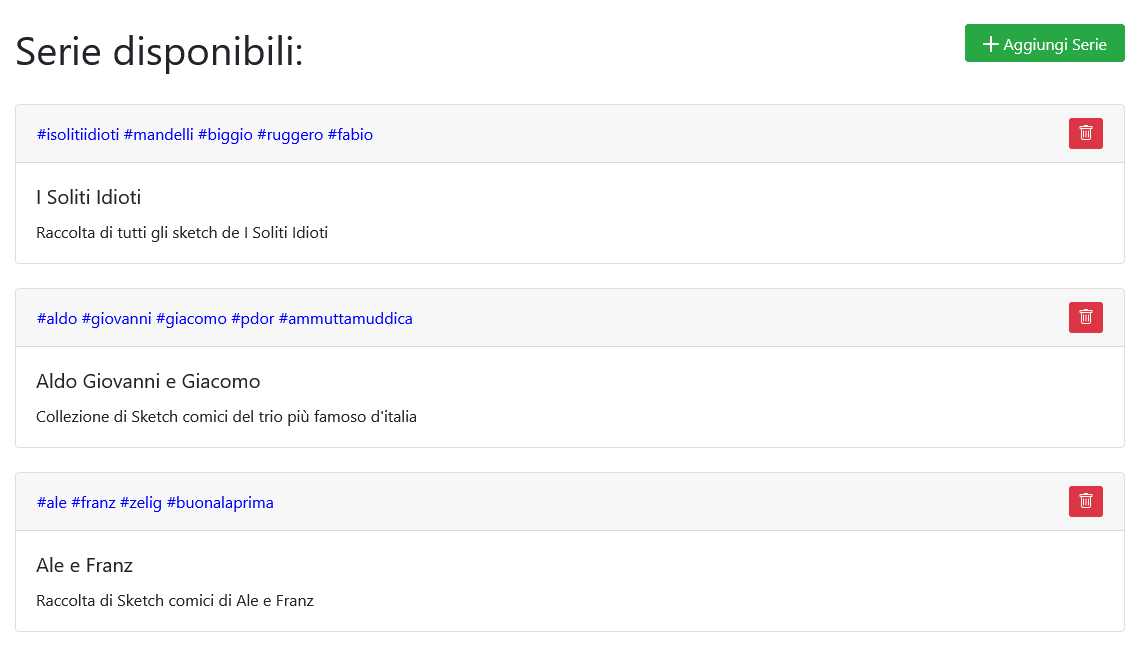 Serie disponibili:
Aggiungi Serie
#isolitiidioti #mandelli #biggio #ruggero #fabio
I Soliti Idioti
Raccolta di tutti gli sketch de I Soliti Idioti
#aldo #giovanni #giacomo #pdor #ammuttamuddica
Aldo Giovanni e Giacomo
Collezione di Sketch comici del trio più famoso d'italia
#ale #franz #zelig #buonalaprima
Ale e Franz
Raccolta di Sketch comici di Ale e Franz